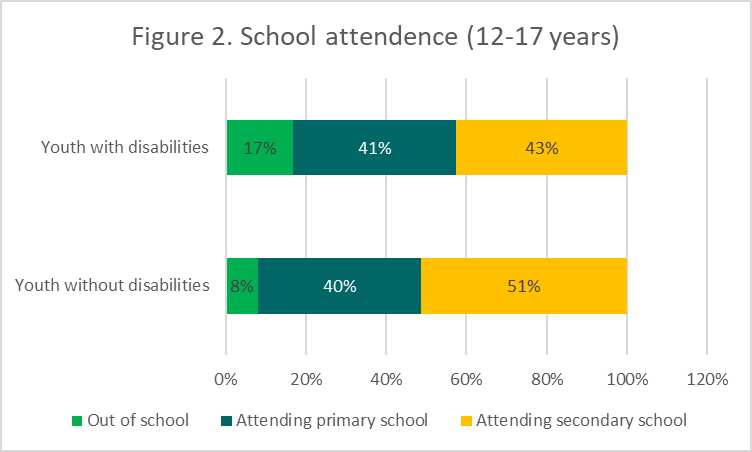 Figure 2. School attendence (12-17 years)
Youth with disabilities
17%
41%
43%
Youth without disabilities
8%
40%
51%
0%
20%
40%
60%
80%
100%
120%
Out of school
Attending primary school
Attending secondary school